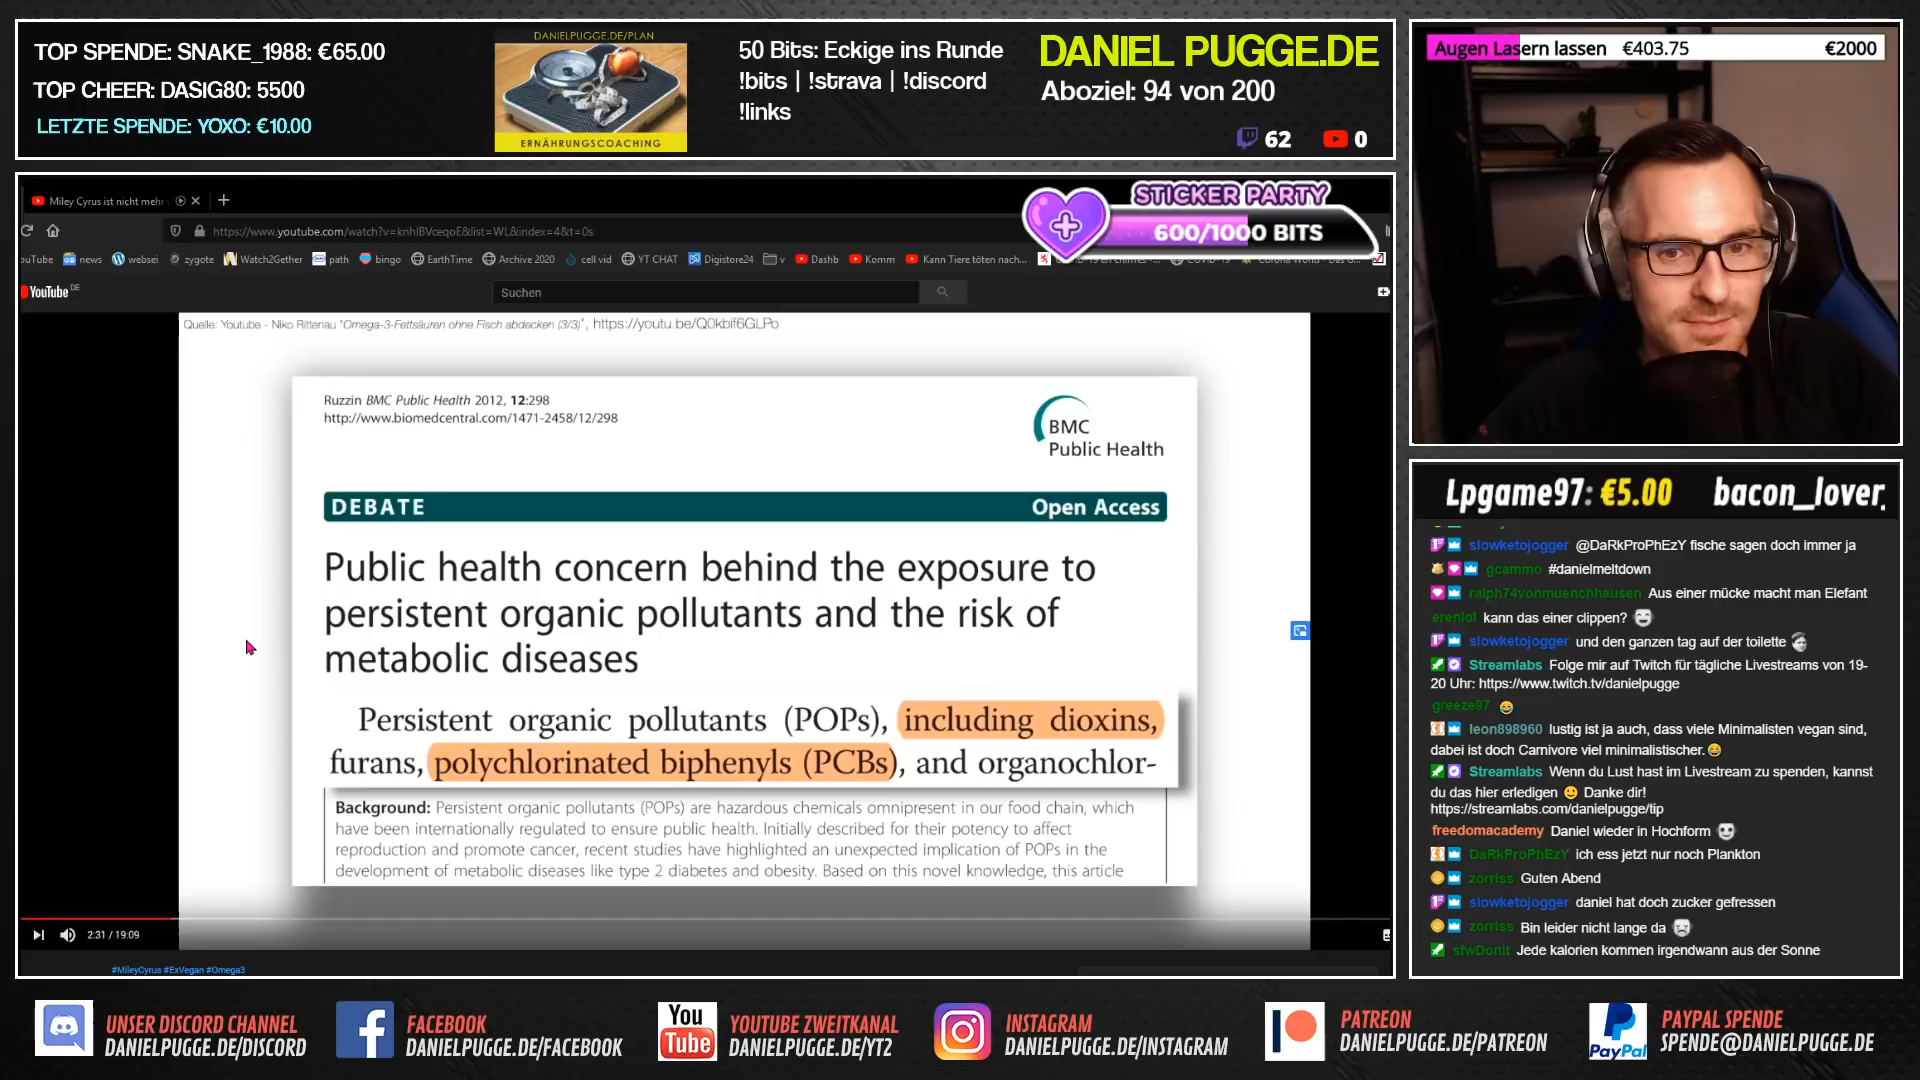 TOP SPENDE: SNAKE_1988: €65.00
TOP CHEER: DASIG80: 5500
LETZTE SPENDE: YOXO: €10.00
DANIELPUGGE.DE/PLAN
ERNÄHRUNGSCOACHING
50 Bits: Eckige ins Runde
!bits | !strava | !discord
!links
DANIEL PUGGE.DE
Aboziel: 94 von 200
62
0
Augen Lasern lassen €403.75 €2000
Miley Cyrus ist nicht mehr
STICKER PARTY
600/1000 BITS
https://www.youtube.com/watch?v=knhIBVceqoE&list=WL&index=4&t=0s
ouTube
news
websei
zygote
Watch2Gether
path
bingo
EarthTime
Archive 2020
cell vid
YT CHAT
Digistore24
v
Dashb
Komm
Kann Tiere töten nach...
YouTube DE
Suchen
Quelle: Youtube - Niko Rittenau "Omega-3-Fettsäuren ohne Fisch abdecken (3/3)", https://youtu.be/Q0kbif6GLPo
Ruzzin BMC Public Health 2012, 12:298
http://www.biomedcentral.com/1471-2458/12/298
BMC
Public Health
DEBATE
Open Access
Public health concern behind the exposure to
persistent organic pollutants and the risk of
metabolic diseases
Persistent organic pollutants (POPs), including dioxins,
furans, polychlorinated biphenyls (PCBs), and organochlor-
Background: Persistent organic pollutants (POPs) are hazardous chemicals omnipresent in our food chain, which
have been internationally regulated to ensure public health. Initially described for their potency to affect
reproduction and promote cancer, recent studies have highlighted an unexpected implication of POPs in the
development of metabolic diseases like type 2 diabetes and obesity. Based on this novel knowledge, this article
2:31 / 19:09
#MileyCyrus #ExVegan #Omega3
Lpgame97: €5.00 bacon_lover_
slowketojogger @DaRkProPhEzY fische sagen doch immer ja
gcammo #danielmeltdown
ralph74vonmuenchhausen Aus einer mücke macht man Elefant
erenlol kann das einer clippen?
slowketojogger und den ganzen tag auf der toilette
Streamlabs Folge mir auf Twitch für tägliche Livestreams von 19-
20 Uhr: https://www.twitch.tv/danielpugge
greeze97
leon898960 lustig ist ja auch, dass viele Minimalisten vegan sind,
dabei ist doch Carnivore viel minimalistischer.
Streamlabs Wenn du Lust hast im Livestream zu spenden, kannst
du das hier erledigen Danke dir!
https://streamlabs.com/danielpugge/tip
freedomacademy Daniel wieder in Hochform
DaRkProPhEzY ich ess jetzt nur noch Plankton
zorriss Guten Abend
slowketojogger daniel hat doch zucker gefressen
zorriss Bin leider nicht lange da
sfwDonit Jede kalorien kommen irgendwann aus der Sonne
UNSER DISCORD CHANNEL
DANIELPUGGE.DE/DISCORD
FACEBOOK
DANIELPUGGE.DE/FACEBOOK
You
Tube
YOUTUBE ZWEITKANAL
DANIELPUGGE.DE/YT2
INSTAGRAM
DANIELPUGGE.DE/INSTAGRAM
PATREON
DANIELPUGGE.DE/PATREON
PayPal
PAYPAL SPENDE
SPENDE@DANIELPUGGE.DE